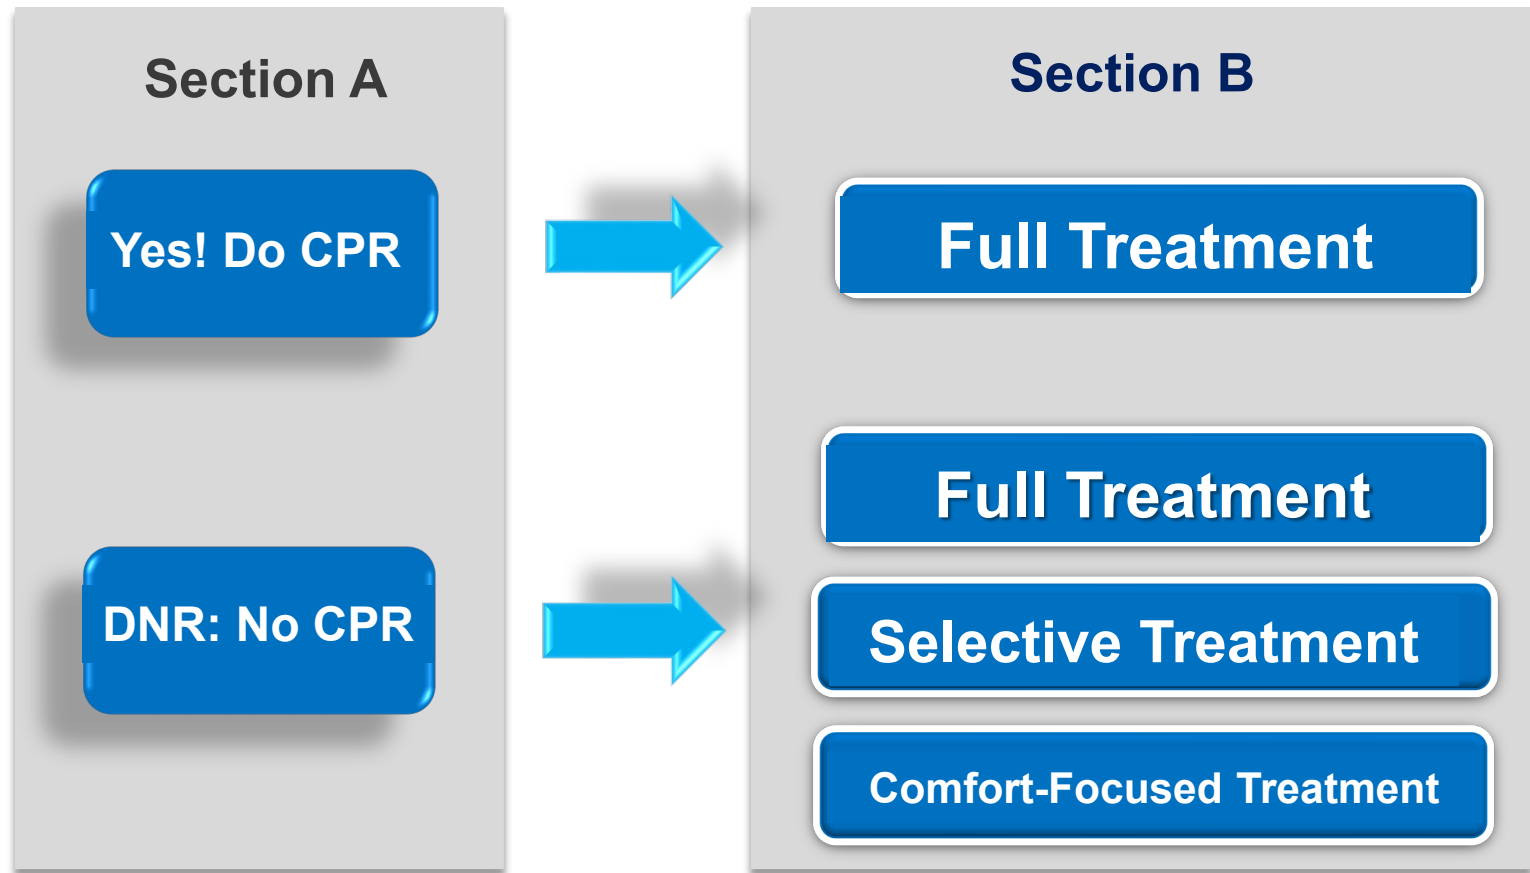 Section A
Section B
Yes! Do CPR
Full Treatment
DNR: No CPR
Full Treatment
Selective Treatment
Comfort-Focused Treatment